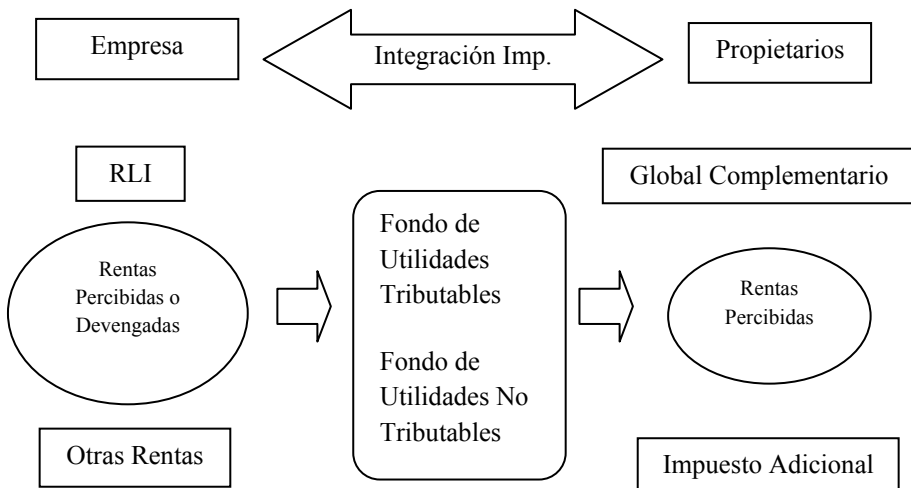 Empresa
Integración Imp.
Propietarios
RLI
Global Complementario
Rentas
Percibidas o
Devengadas
Fondo de
Utilidades
Tributables
Fondo de
Utilidades No
Tributables
Rentas
Percibidas
Otras Rentas
Impuesto Adicional